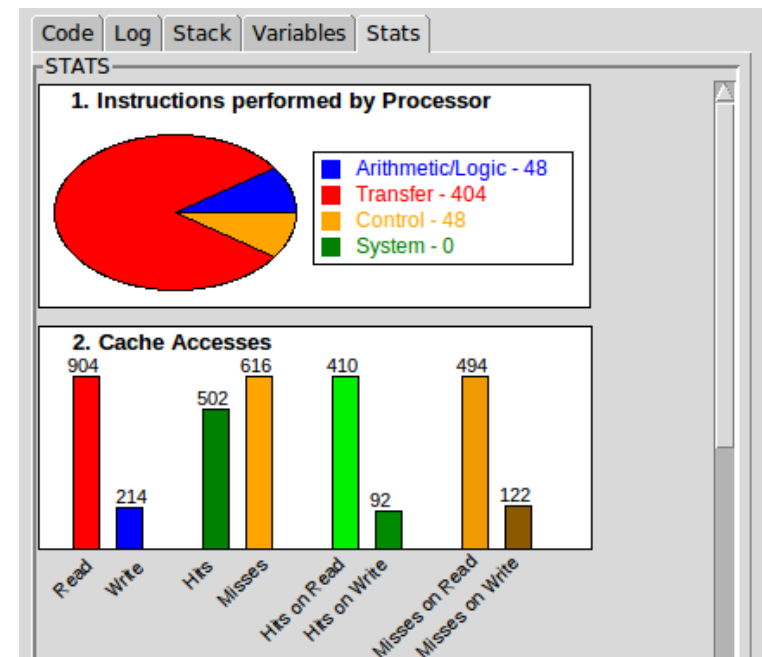 Code Log Stack Variables Stats
STATS
1. Instructions performed by Processor
Arithmetic/Logic - 48
Transfer - 404
Control - 48
System - 0
2. Cache Accesses
904 616 410 494
502
214 92 122
Read Write Hits Misses Hits on Read Hits on Write Misses on Read Misses on Write